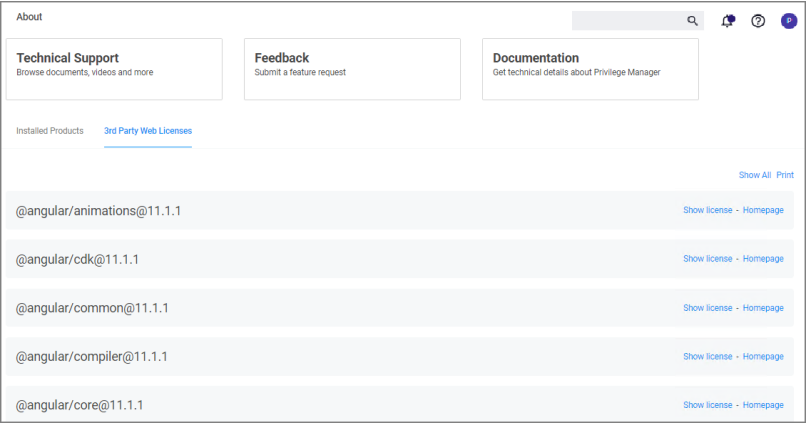 About
P
Technical Support
Browse documents, videos and more
Feedback
Submit a feature request
Documentation
Get technical details about Privilege Manager
Installed Products
3rd Party Web Licenses
Show All Print
@angular/animations@11.1.1
Show license - Homepage
@angular/cdk@11.1.1
Show license - Homepage
@angular/common@11.1.1
Show license - Homepage
@angular/compiler@11.1.1
Show license - Homepage
@angular/core@11.1.1
Show license - Homepage